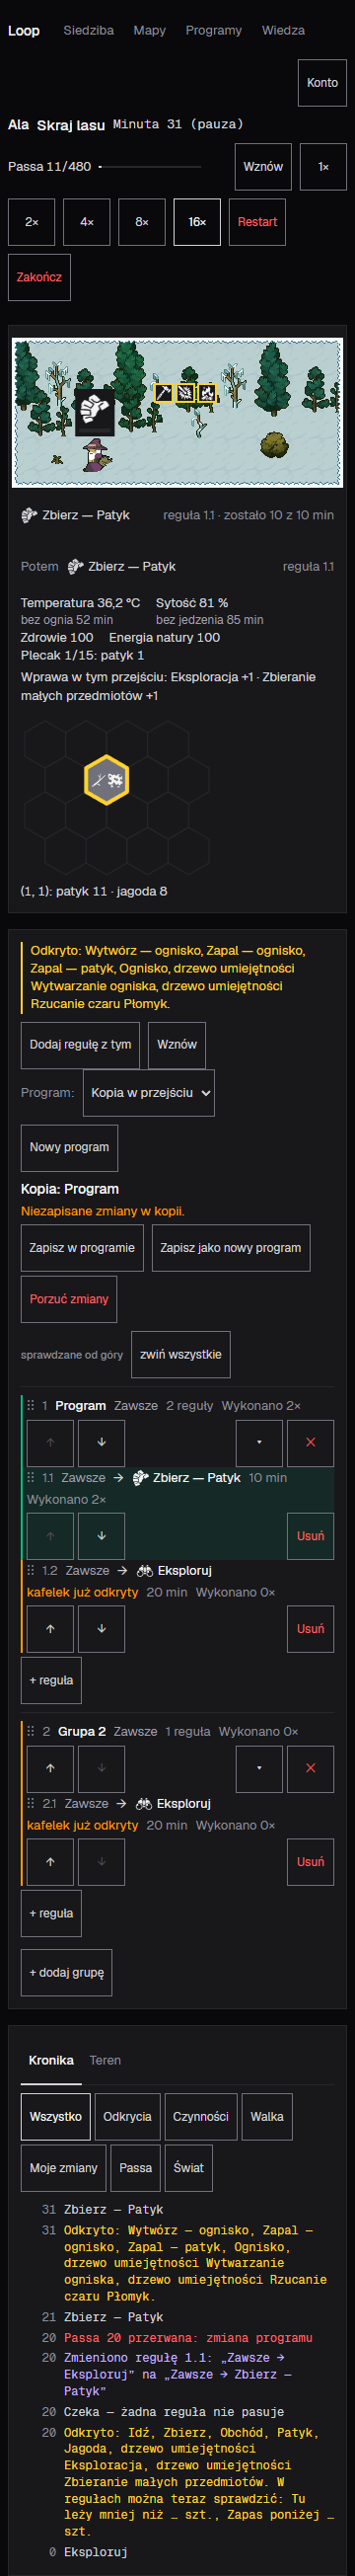 Loop Siedziba Mapy Programy Wiedza
Konto
Ala Skraj lasu Minuta 31 (pauza)
Passa 11/480 Wznów 1×
2× 4× 8× 16× Restart
Zakończ
Zbierz — Patyk reguła 1.1 · zostało 10 z 10 min
Potem Zbierz — Patyk reguła 1.1
Temperatura 36,2 °C Sytość 81 %
bez ognia 52 min bez jedzenia 85 min
Zdrowie 100 Energia natury 100
Plecak 1/15: patyk 1
Wprawa w tym przejściu: Eksploracja +1 · Zbieranie
małych przedmiotów +1
(1, 1): patyk 11 · jagoda 8
Odkryto: Wytwórz — ognisko, Zapal — ognisko,
Zapal — patyk, Ognisko, drzewo umiejętności
Wytwarzanie ogniska, drzewo umiejętności
Rzucanie czaru Płomyk.
Dodaj regułę z tym Wznów
Program: Kopia w przejściu
Nowy program
Kopia: Program
Niezapisane zmiany w kopii.
Zapisz w programie Zapisz jako nowy program
Porzuć zmiany
sprawdzane od góry zwiń wszystkie
1 Program Zawsze 2 reguły Wykonano 2×
↑ ↓ ▾ ×
1.1 Zawsze → Zbierz — Patyk 10 min
Wykonano 2×
↑ ↓ Usuń
1.2 Zawsze → Eksploruj
kafelek już odkryty 20 min Wykonano 0×
↑ ↓ Usuń
+ reguła
2 Grupa 2 Zawsze 1 reguła Wykonano 0×
↑ ↓ ▾ ×
2.1 Zawsze → Eksploruj
kafelek już odkryty 20 min Wykonano 0×
↑ ↓ Usuń
+ reguła
+ dodaj grupę
Kronika Teren
Wszystko Odkrycia Czynności Walka
Moje zmiany Passa Świat
31 Zbierz — Patyk
31 Odkryto: Wytwórz — ognisko, Zapal —
ognisko, Zapal — patyk, Ognisko,
drzewo umiejętności Wytwarzanie
ogniska, drzewo umiejętności Rzucanie
czaru Płomyk.
21 Zbierz — Patyk
20 Passa 20 przerwana: zmiana programu
20 Zmieniono regułę 1.1: „Zawsze →
Eksploruj” na „Zawsze → Zbierz —
Patyk”
20 Czeka — żadna reguła nie pasuje
20 Odkryto: Idź, Zbierz, Obchód, Patyk,
Jagoda, drzewo umiejętności
Eksploracja, drzewo umiejętności
Zbieranie małych przedmiotów. W
regułach można teraz sprawdzić: Tu
leży mniej niż … szt., Zapas poniżej …
szt.
0 Eksploruj